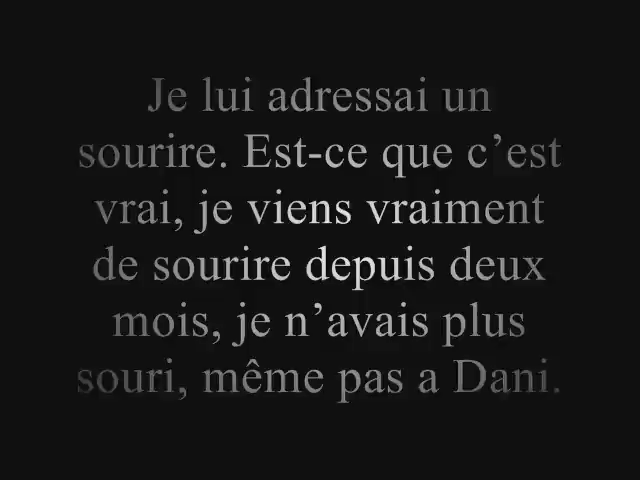 Je lui adressai un
sourire. Est-ce que c’est
vrai, je viens vraiment
de sourire depuis deux
mois, je n’avais plus
souri, même pas a Dani.